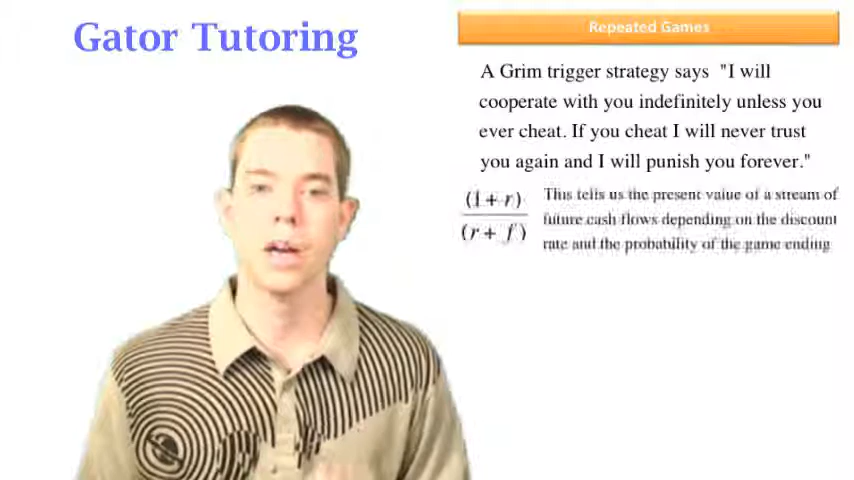 Gator Tutoring
Repeated Games
A Grim trigger strategy says "I will
cooperate with you indefinitely unless you
ever cheat. If you cheat I will never trust
you again and I will punish you forever."
(1 + r)
(r + f)
This tells us the present value of a stream of
future cash flows depending on the discount
rate and the probability of the game ending